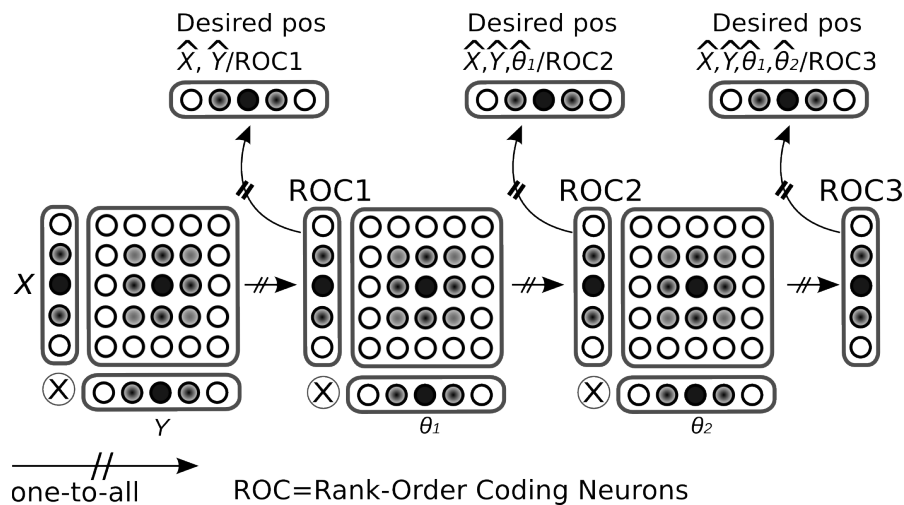 Desired pos
X̂, Ŷ/ROC1
Desired pos
X̂,Ŷ,θ̂₁/ROC2
Desired pos
X̂,Ŷ,θ̂₁,θ̂₂/ROC3
ROC1
ROC2
ROC3
X
X
Y
X
θ₁
X
θ₂
one-to-all
ROC=Rank-Order Coding Neurons